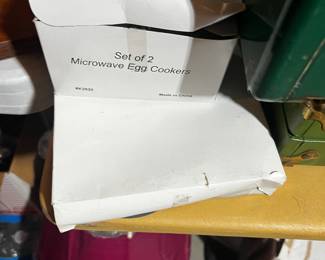 Set of 2
Microwave Egg Cookers
Made in China